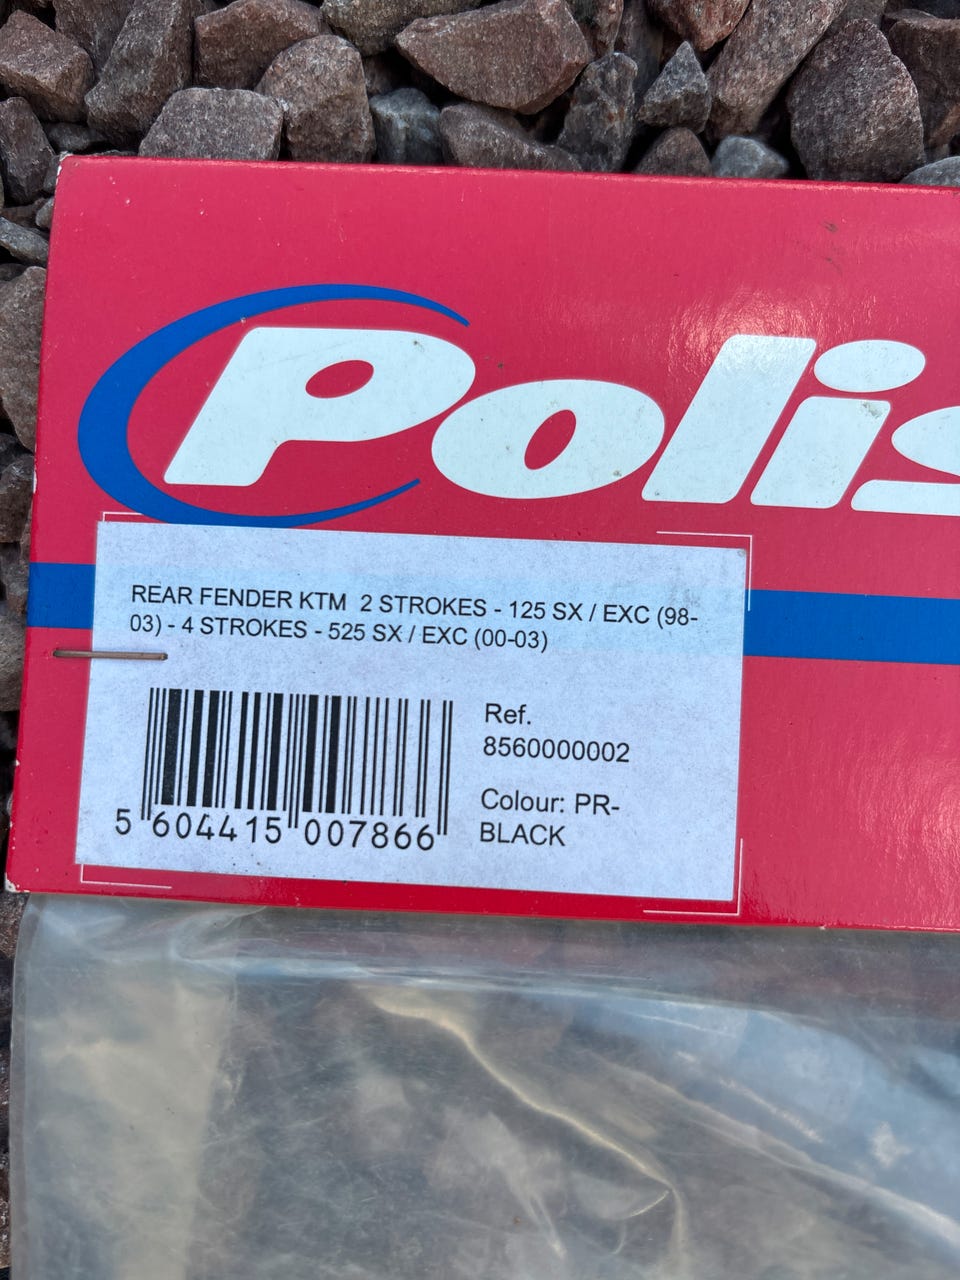 Polis
REAR FENDER KTM  2 STROKES - 125 SX / EXC (98-
03) - 4 STROKES - 525 SX / EXC (00-03)
Ref.
8560000002
Colour: PR-
BLACK
5 604415 007866